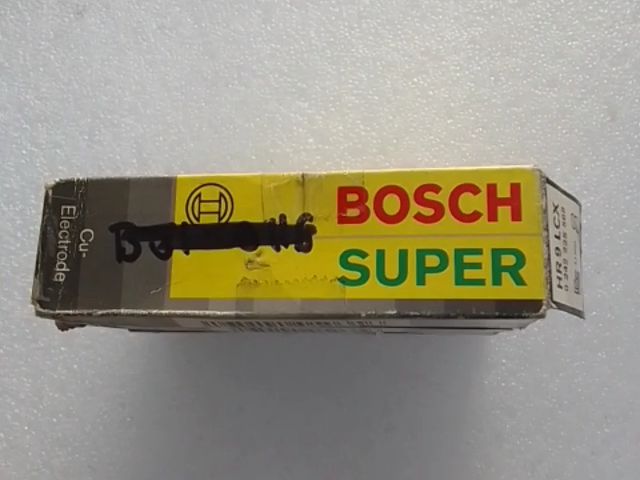 Cu-
Electrode
BOSCH
SUPER
HR 9 LCX